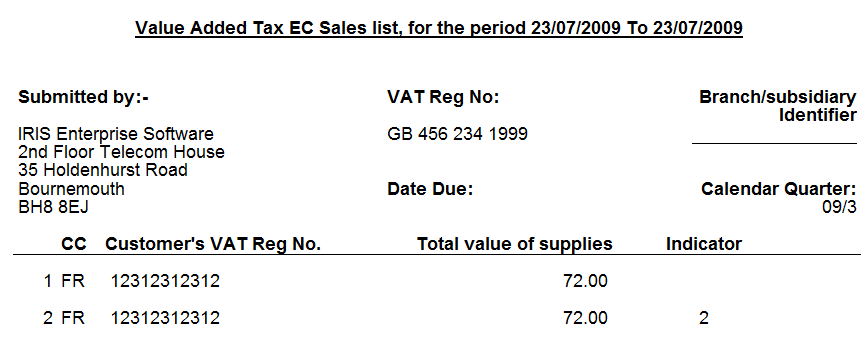 Value Added Tax EC Sales list, for the period 23/07/2009 To 23/07/2009
Submitted by:- VAT Reg No: Branch/subsidiary
Identifier
IRIS Enterprise Software GB 456 234 1999
2nd Floor Telecom House
35 Holdenhurst Road
Bournemouth Date Due: Calendar Quarter:
BH8 8EJ 09/3
CC Customer's VAT Reg No. Total value of supplies Indicator
1 FR 12312312312 72.00
2 FR 12312312312 72.00 2